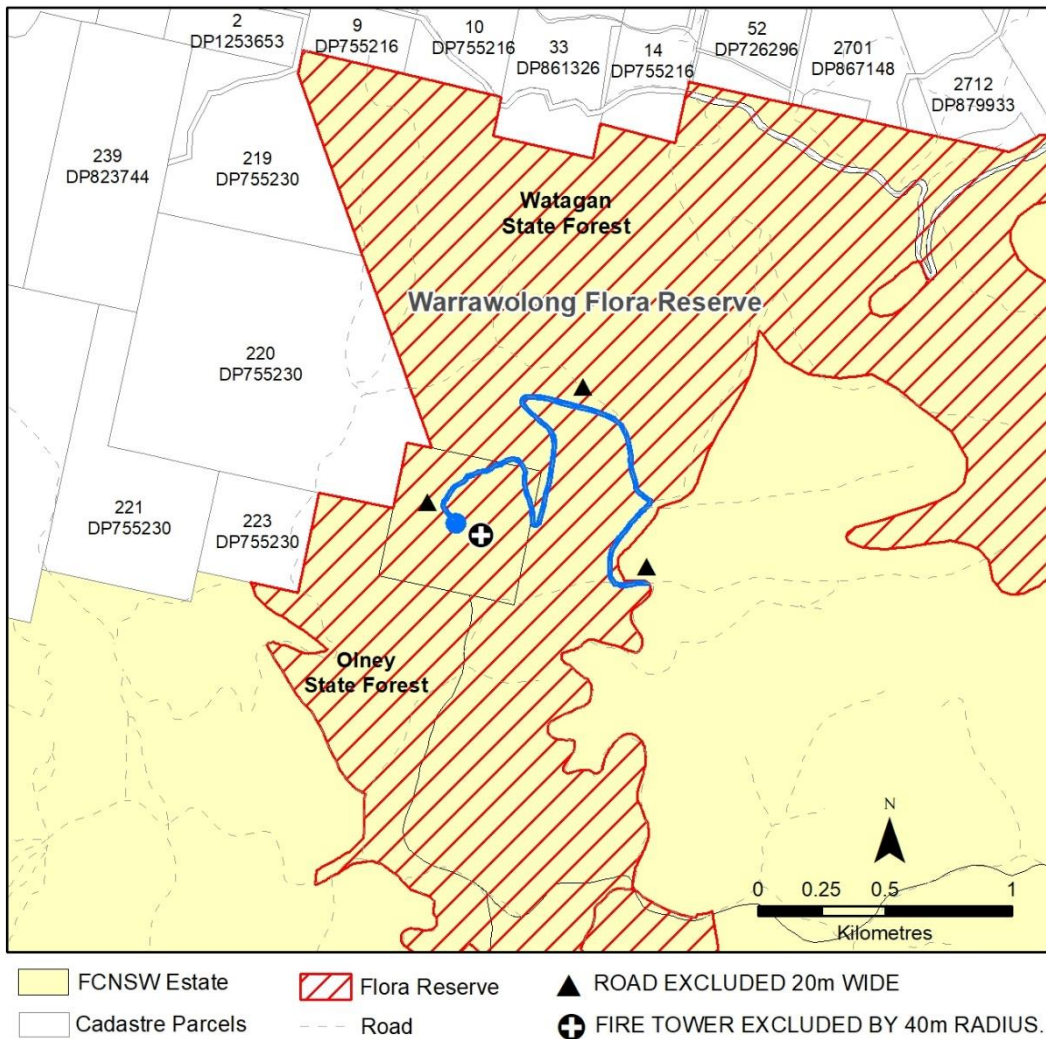 2
DP1253653
9
DP755216
10
DP755216
33
DP861326
14
DP755216
52
DP726296
2701
DP867148
2712
DP879933
239
DP823744
219
DP755230
Watagan
State Forest
Warrawolong Flora Reserve
220
DP755230
221
DP755230
223
DP755230
Olney
State Forest
N
0 0.25 0.5 1
Kilometres
FCNSW Estate
Flora Reserve
ROAD EXCLUDED 20m WIDE
Cadastre Parcels
Road
FIRE TOWER EXCLUDED BY 40m RADIUS.